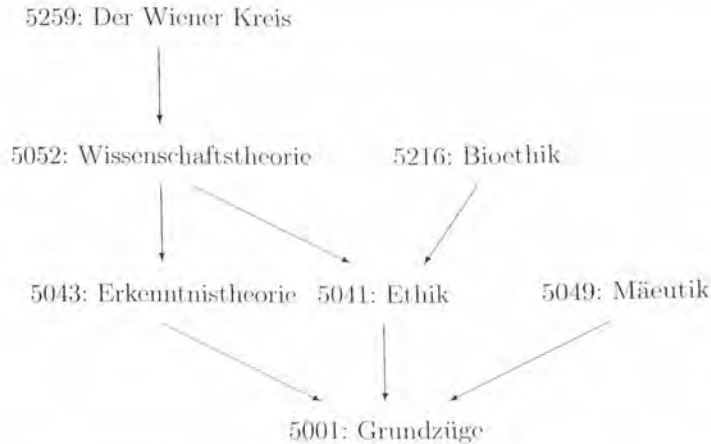 5259: Der Wiener Kreis
5052: Wissenschaftstheorie 5216: Bioethik
5043: Erkenntnistheorie 5041: Ethik 5049: Mäeutik
5001: Grundzüge